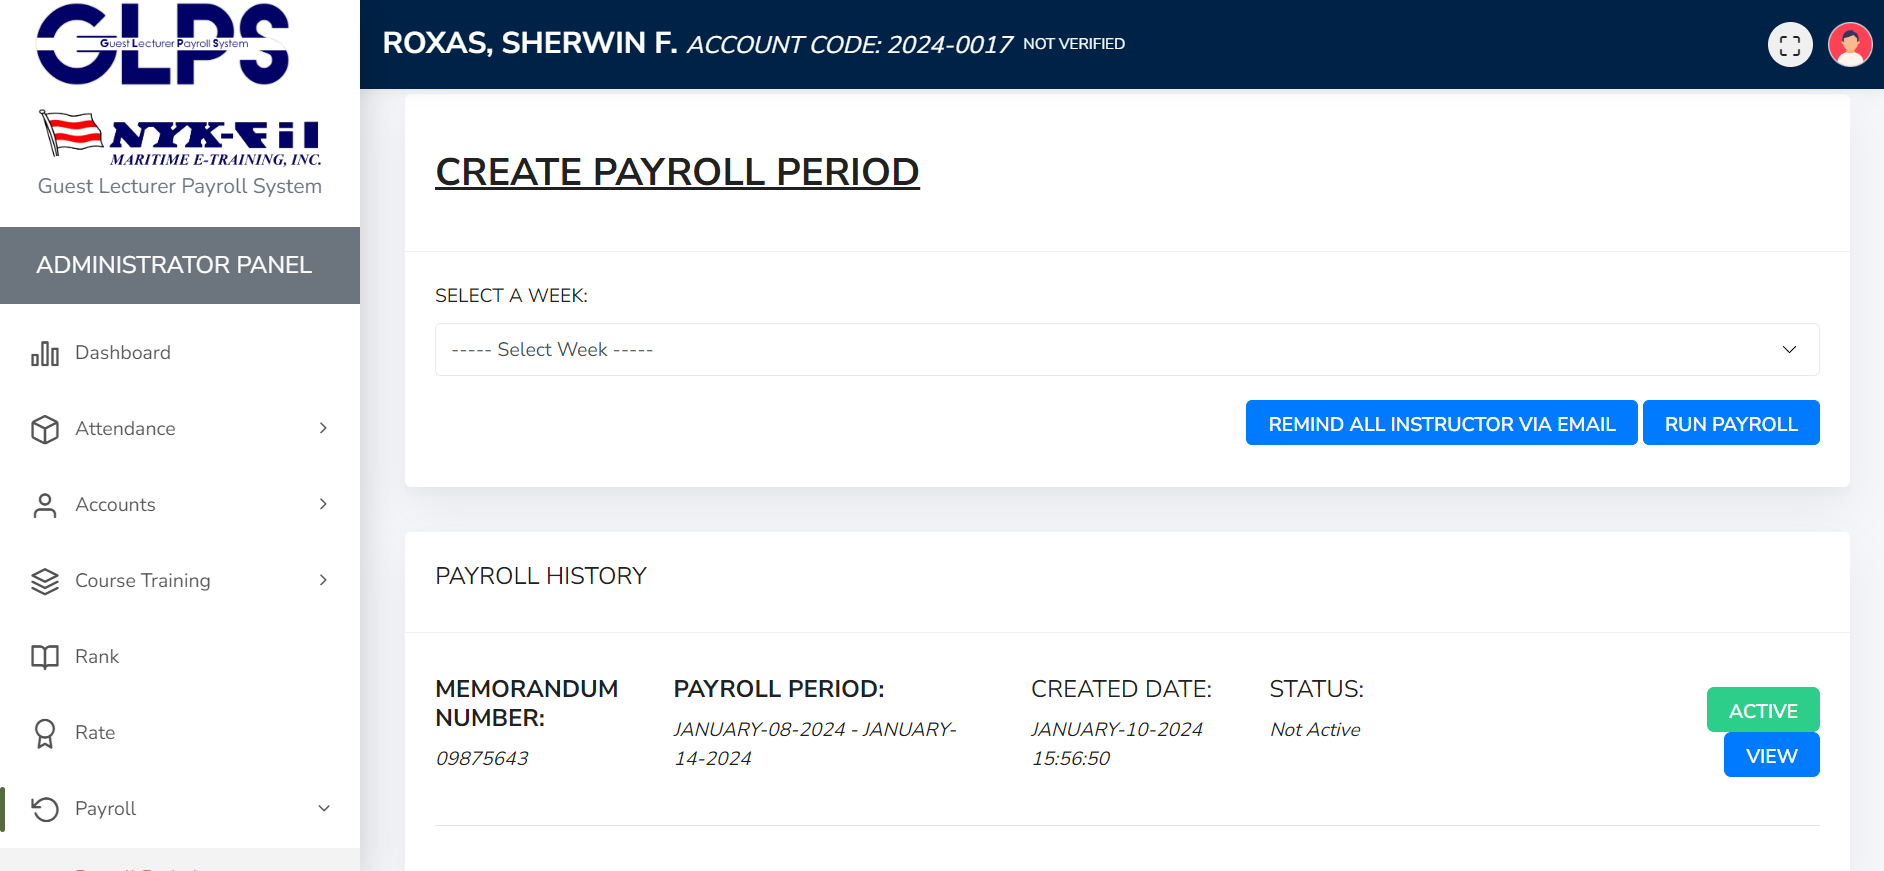 GLPS
Guest Lecturer Payroll System
NYK-Fil
MARITIME E-TRAINING, INC.
Guest Lecturer Payroll System
ADMINISTRATOR PANEL
Dashboard
Attendance
Accounts
Course Training
Rank
Rate
Payroll
ROXAS, SHERWIN F. ACCOUNT CODE: 2024-0017 NOT VERIFIED
CREATE PAYROLL PERIOD
SELECT A WEEK:
----- Select Week -----
REMIND ALL INSTRUCTOR VIA EMAIL
RUN PAYROLL
PAYROLL HISTORY
MEMORANDUM
NUMBER:
09875643
PAYROLL PERIOD:
JANUARY-08-2024 - JANUARY-
14-2024
CREATED DATE:
JANUARY-10-2024
15:56:50
STATUS:
Not Active
ACTIVE
VIEW